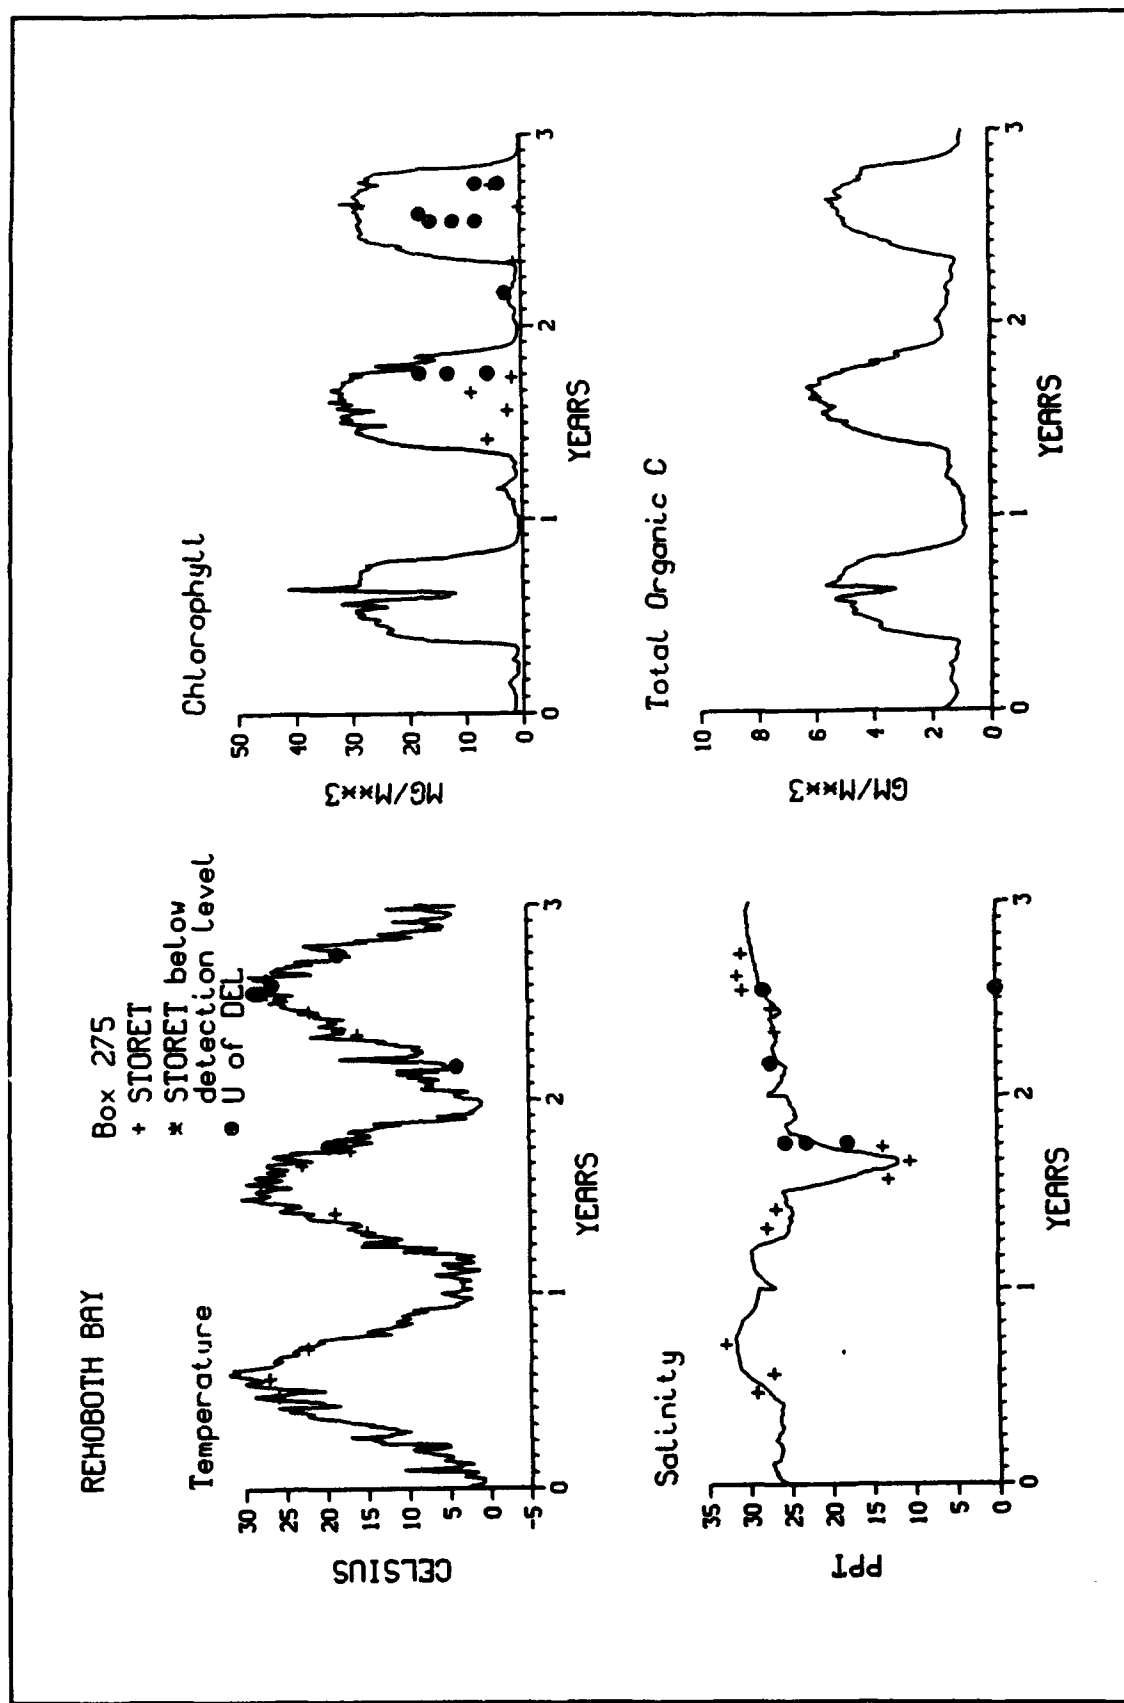 REHOBOTH BAY
Box 275
+ STORET
* STORET below
detection level
● U of DEL
Temperature
CELSIUS
30
25
20
15
10
5
0
-5
0
1
2
3
YEARS
Chlorophyll
MG/M**3
50
40
30
20
10
0
0
1
2
3
YEARS
Salinity
PPT
35
30
25
20
15
10
5
0
0
1
2
3
YEARS
Total Organic C
GM/M**3
10
8
6
4
2
0
0
1
2
3
YEARS